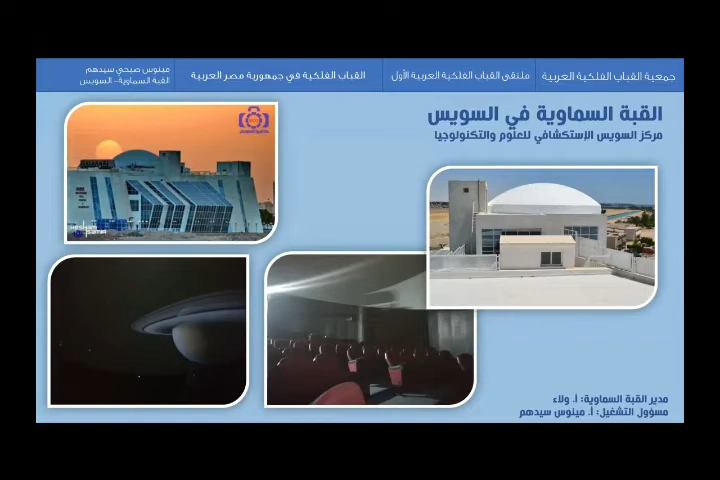 جمعية القباب الفلكية العربية
ملتقى القباب الفلكية العربية الأول
القباب الفلكية في جمهورية مصر العربية
مينوس صبحي سيدهم
القبة السماوية- السويس
القبة السماوية في السويس
مركز السويس الإستكشافي للعلوم والتكنولوجيا
مدير القبة السماوية: أ. ولاء
مسؤول التشغيل: أ. مينوس سيدهم